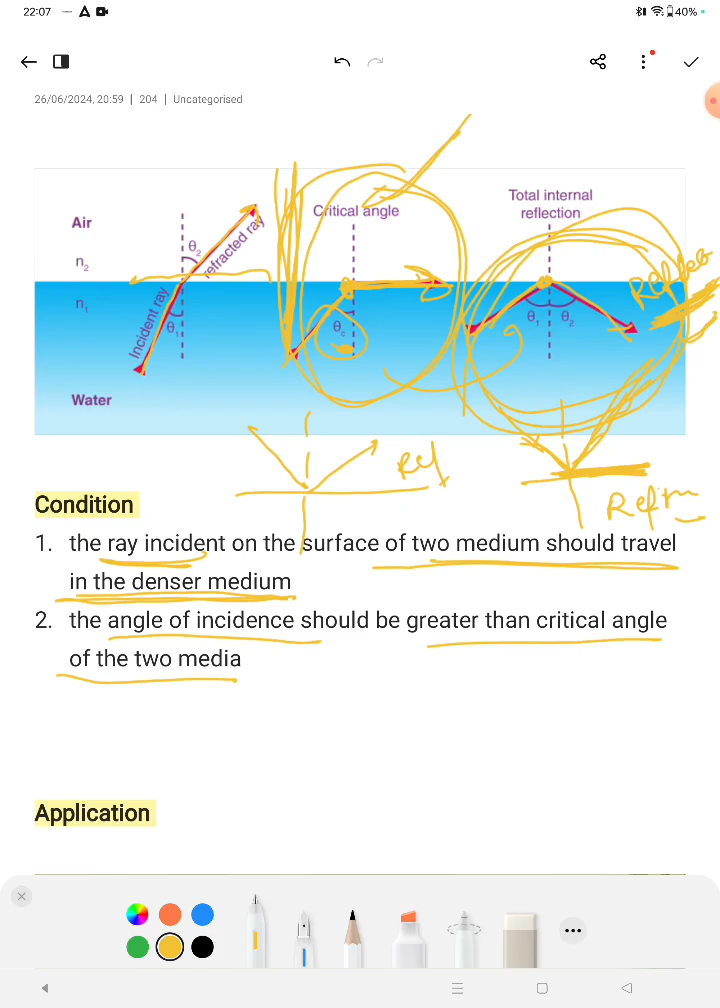 22:07
40%
26/06/2024, 20:59 | 204 | Uncategorised
Air
n₂
n₁
Water
Incident ray
refracted ray
θ₂
θ₁
Critical angle
θc
Total internal
reflection
θ₁ θ₂
Ref
Condition
1. the ray incident on the surface of two medium should travel
in the denser medium
2. the angle of incidence should be greater than critical angle
of the two media
Application